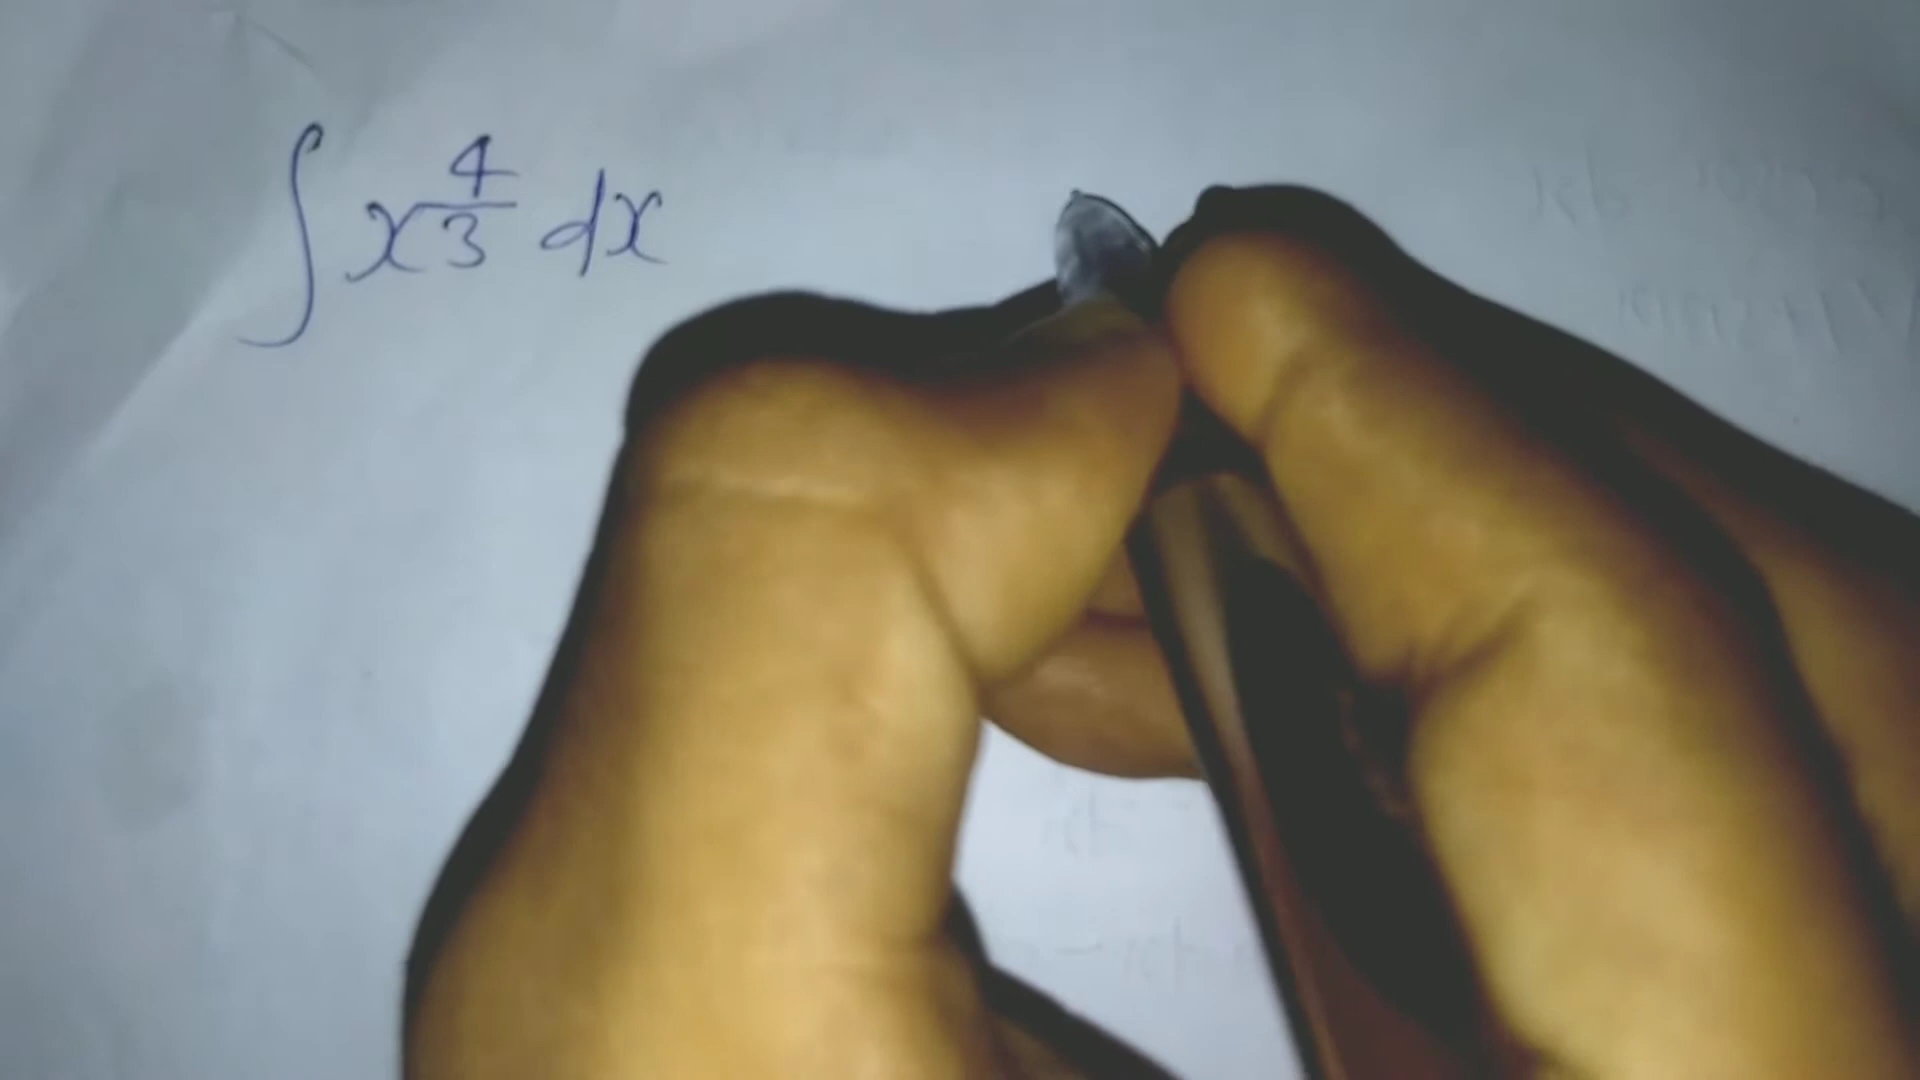 ∫ x^{4/3} dx